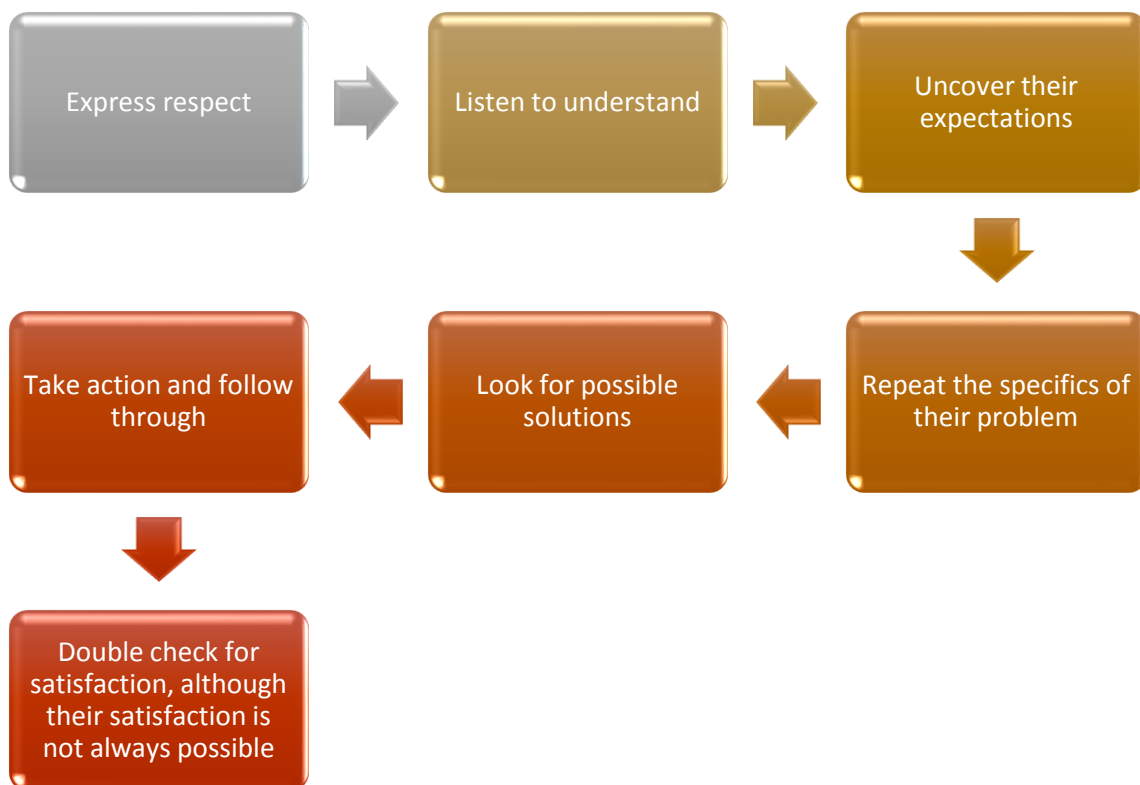 Express respect
Listen to understand
Uncover their
expectations
Repeat the specifics of
their problem
Look for possible
solutions
Take action and follow
through
Double check for
satisfaction, although
their satisfaction is
not always possible